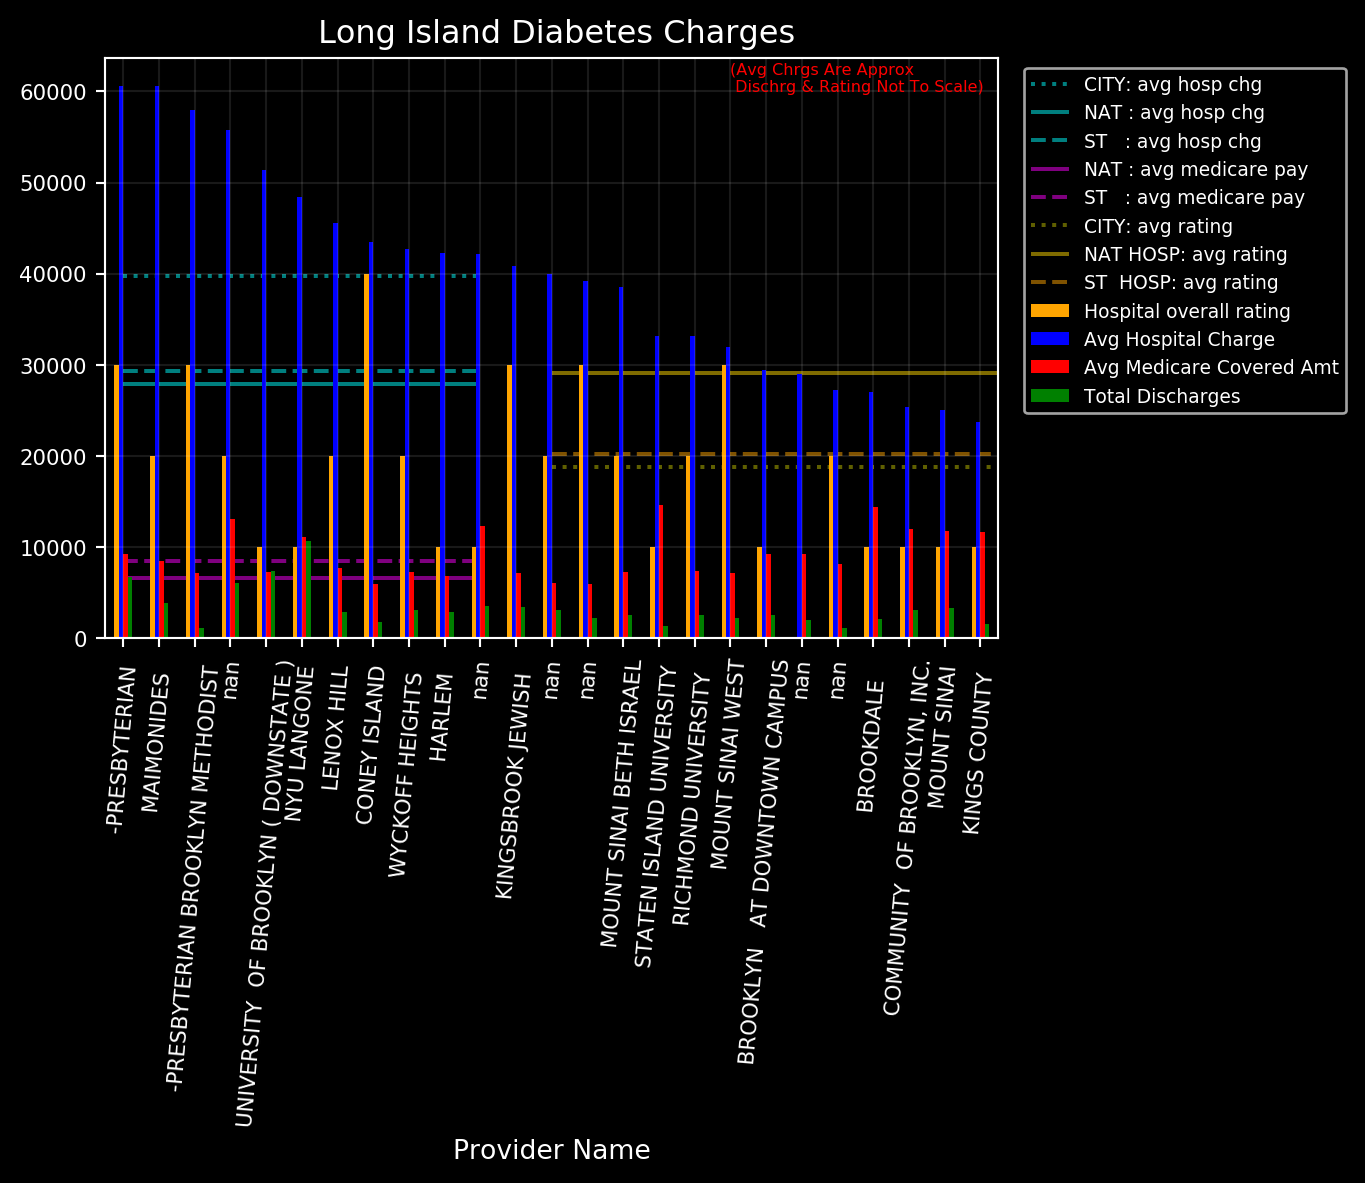 Long Island Diabetes Charges
(Avg Chrgs Are Approx
Dischrg & Rating Not To Scale)
60000
50000
40000
30000
20000
10000
0
CITY: avg hosp chg
NAT : avg hosp chg
ST : avg hosp chg
NAT : avg medicare pay
ST : avg medicare pay
CITY: avg rating
NAT HOSP: avg rating
ST HOSP: avg rating
Hospital overall rating
Avg Hospital Charge
Avg Medicare Covered Amt
Total Discharges
-PRESBYTERIAN
MAIMONIDES
-PRESBYTERIAN BROOKLYN METHODIST
nan
UNIVERSITY OF BROOKLYN ( DOWNSTATE )
NYU LANGONE
LENOX HILL
CONEY ISLAND
WYCKOFF HEIGHTS
HARLEM
nan
KINGSBROOK JEWISH
nan
nan
MOUNT SINAI BETH ISRAEL
STATEN ISLAND UNIVERSITY
RICHMOND UNIVERSITY
MOUNT SINAI WEST
BROOKLYN AT DOWNTOWN CAMPUS
nan
nan
BROOKDALE
COMMUNITY OF BROOKLYN, INC.
MOUNT SINAI
KINGS COUNTY
Provider Name